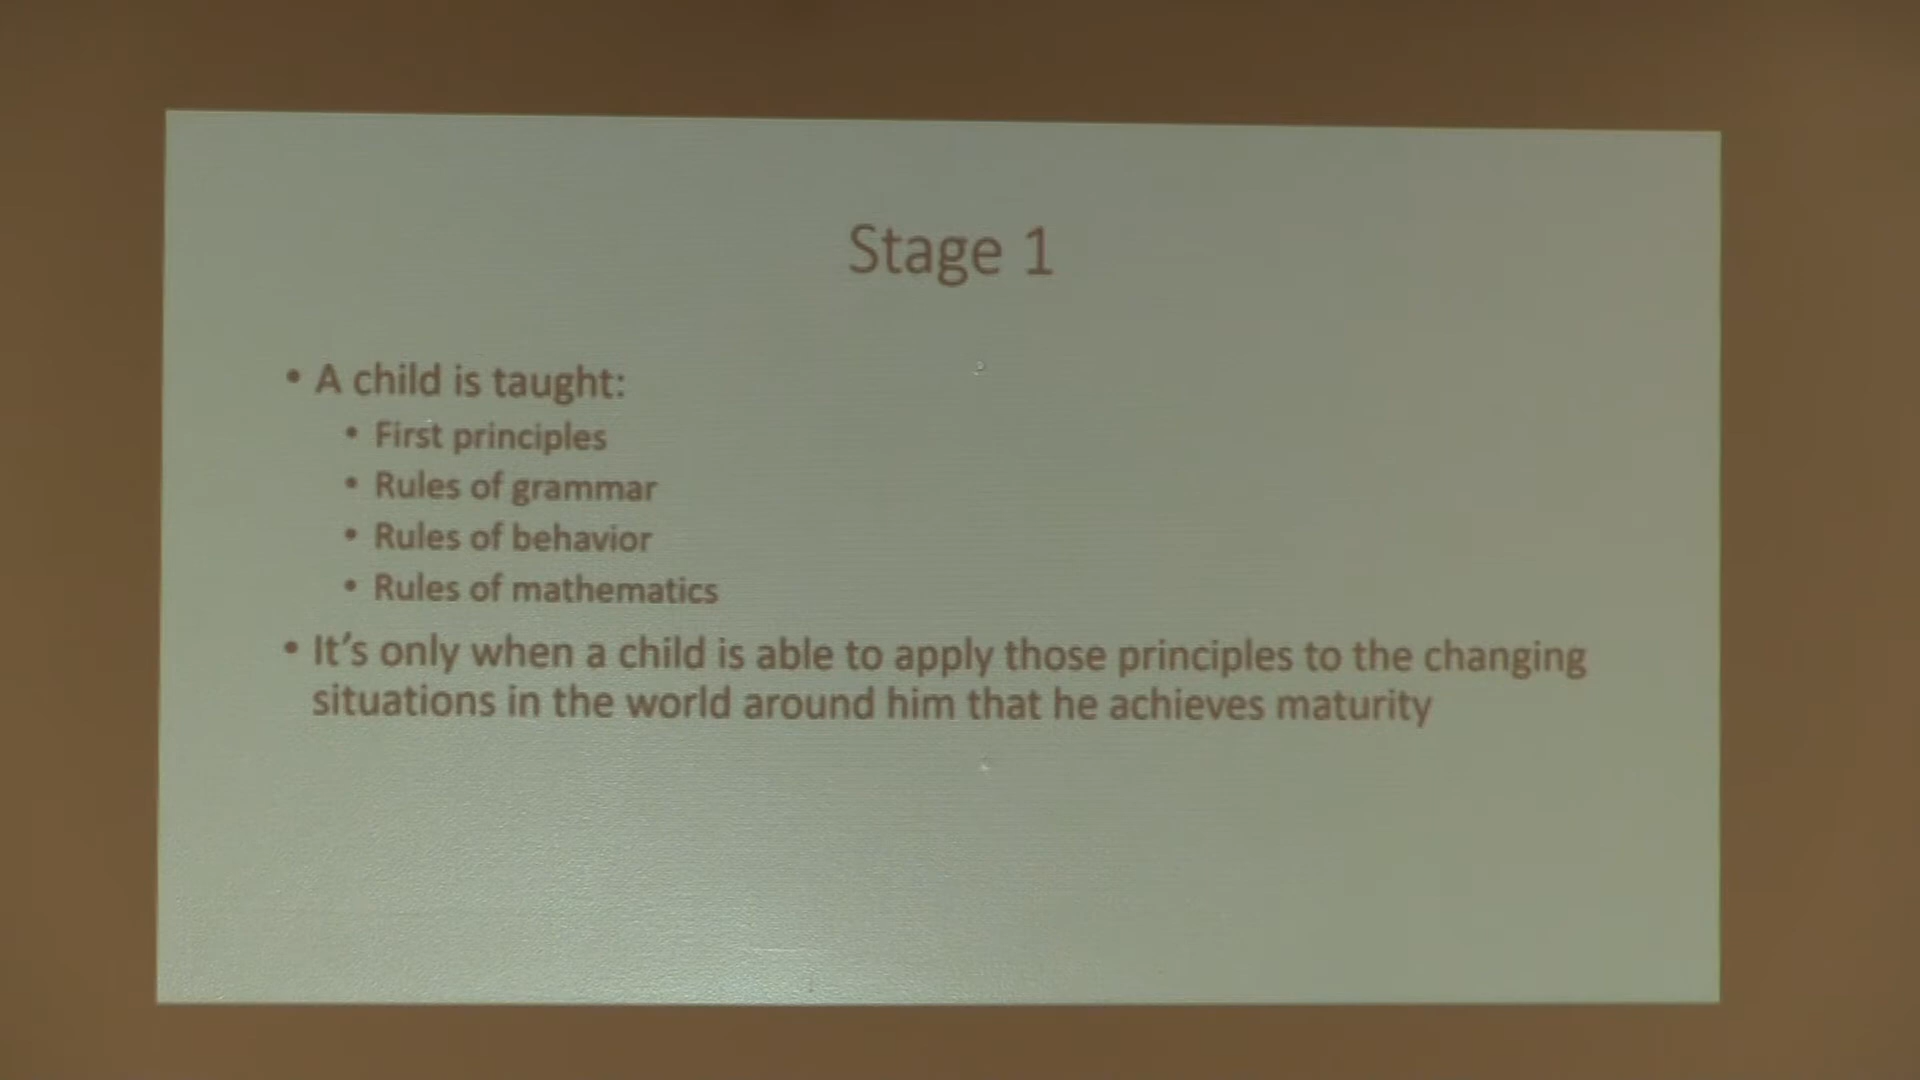 Stage 1
• A child is taught:
• First principles
• Rules of grammar
• Rules of behavior
• Rules of mathematics
• It’s only when a child is able to apply those principles to the changing
situations in the world around him that he achieves maturity